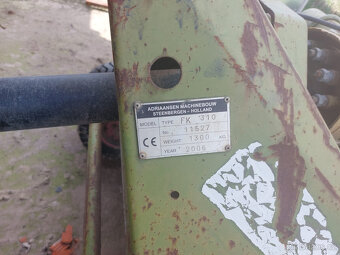 ADRIAANSEN MACHINEBOUW
STEENBERGEN - HOLLAND
MODEL TYPE FK 310
No. 11527
CE WEIGHT 1300 KG
YEAR 2006